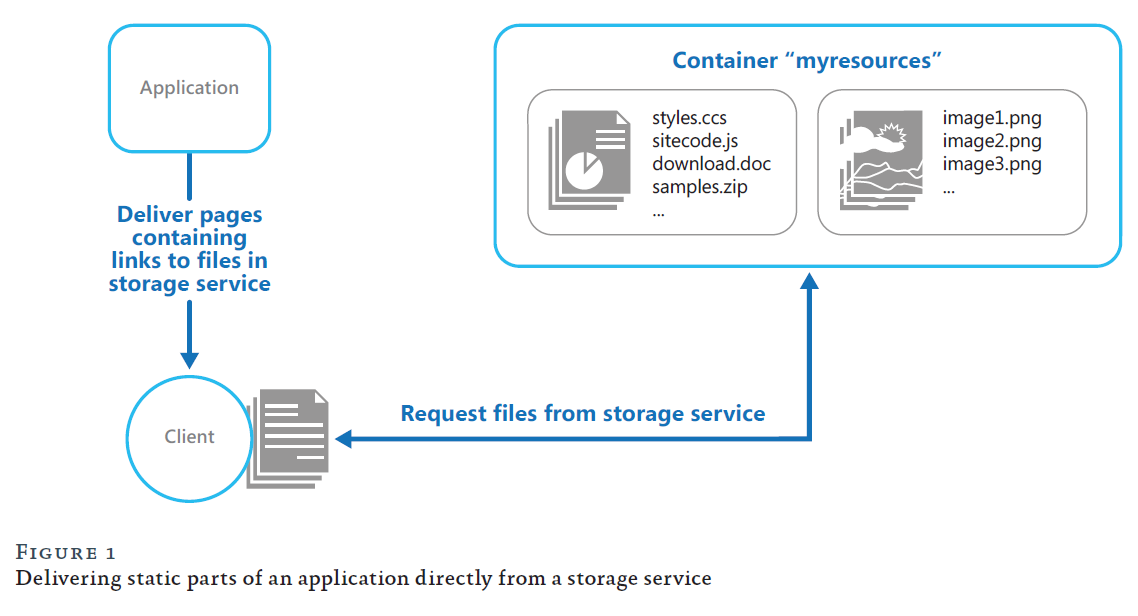 Application
Container “myresources”
styles.ccs
sitecode.js
download.doc
samples.zip
...
image1.png
image2.png
image3.png
...
Deliver pages
containing
links to files in
storage service
Client
Request files from storage service
FIGURE 1
Delivering static parts of an application directly from a storage service